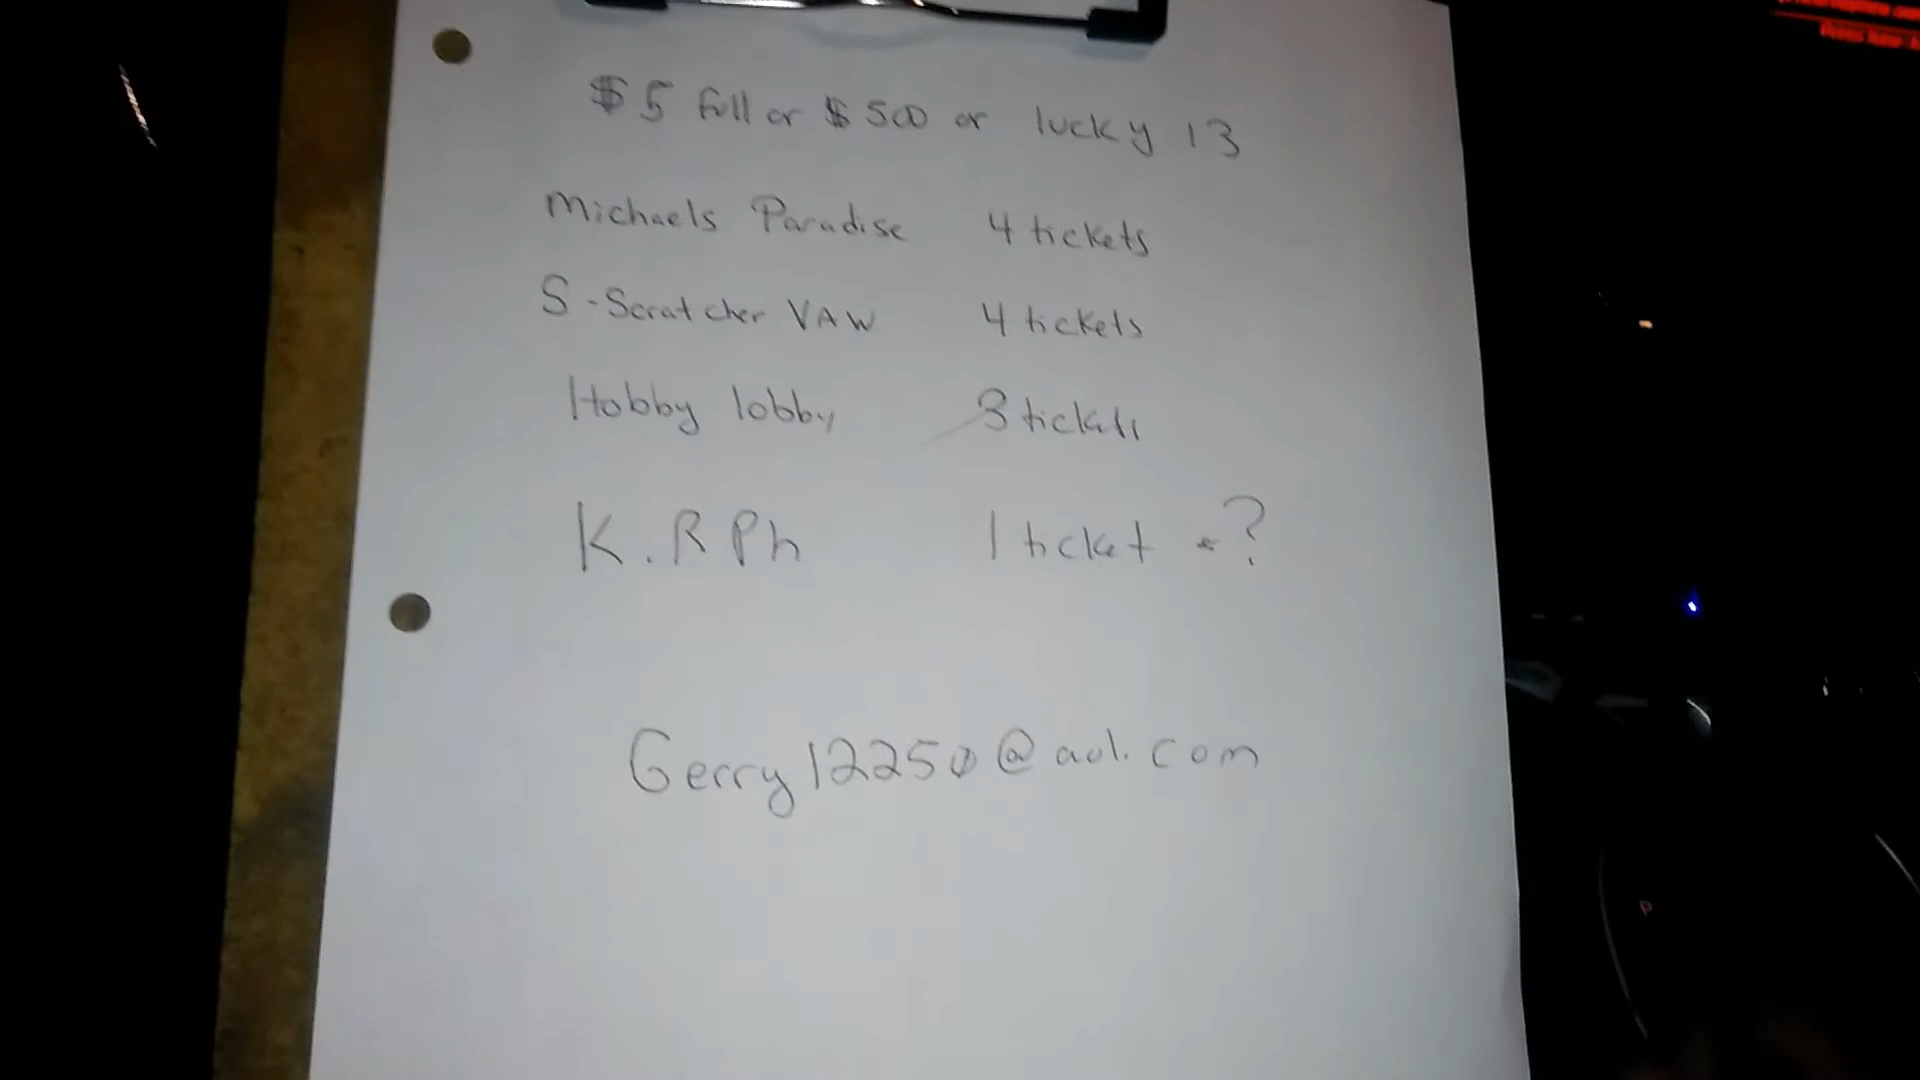 $5 full or $500 or lucky 13
Michaels Paradise 4 tickets
S-Scratcher VAW 4 tickets
Hobby lobby 3 tickets
K.RPh 1 ticket ?
Gerry12250@aol.com
P